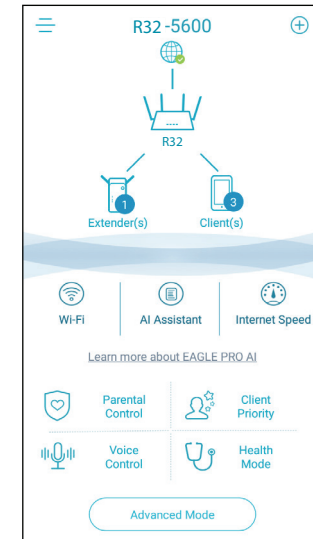 R32-5600
R32
1
3
Extender(s) Client(s)
Wi-Fi AI Assistant Internet Speed
Learn more about EAGLE PRO AI
Parental Control
Client Priority
Voice Control
Health Mode
Advanced Mode